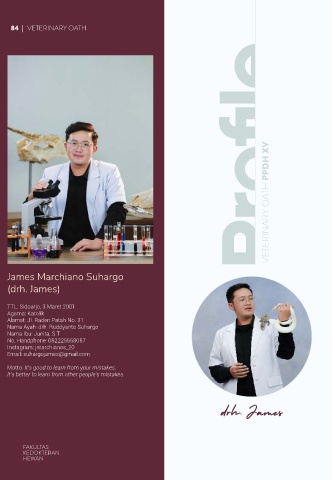 84 | VETERINARY OATH
James Marchiano Suhargo
(drh. James)
TTL: Sidoarjo, 3 Maret 2001
Agama: Katolik
Alamat: Jl. Raden Patah No. 31
Nama Ayah: drh. Ruddyarto Suhargo
Nama Ibu: Junita, S.T
No. Handphone: 082225568087
Instagram: jmarchianes_20
Email: suhargojames@gmail.com
Motto: It's good to learn from your mistakes.
It's better to learn from other people's mistakes.
FAKULTAS
KEDOKTERAN
HEWAN
Profile
VETERINARY OATH PPDH XV
drh. James